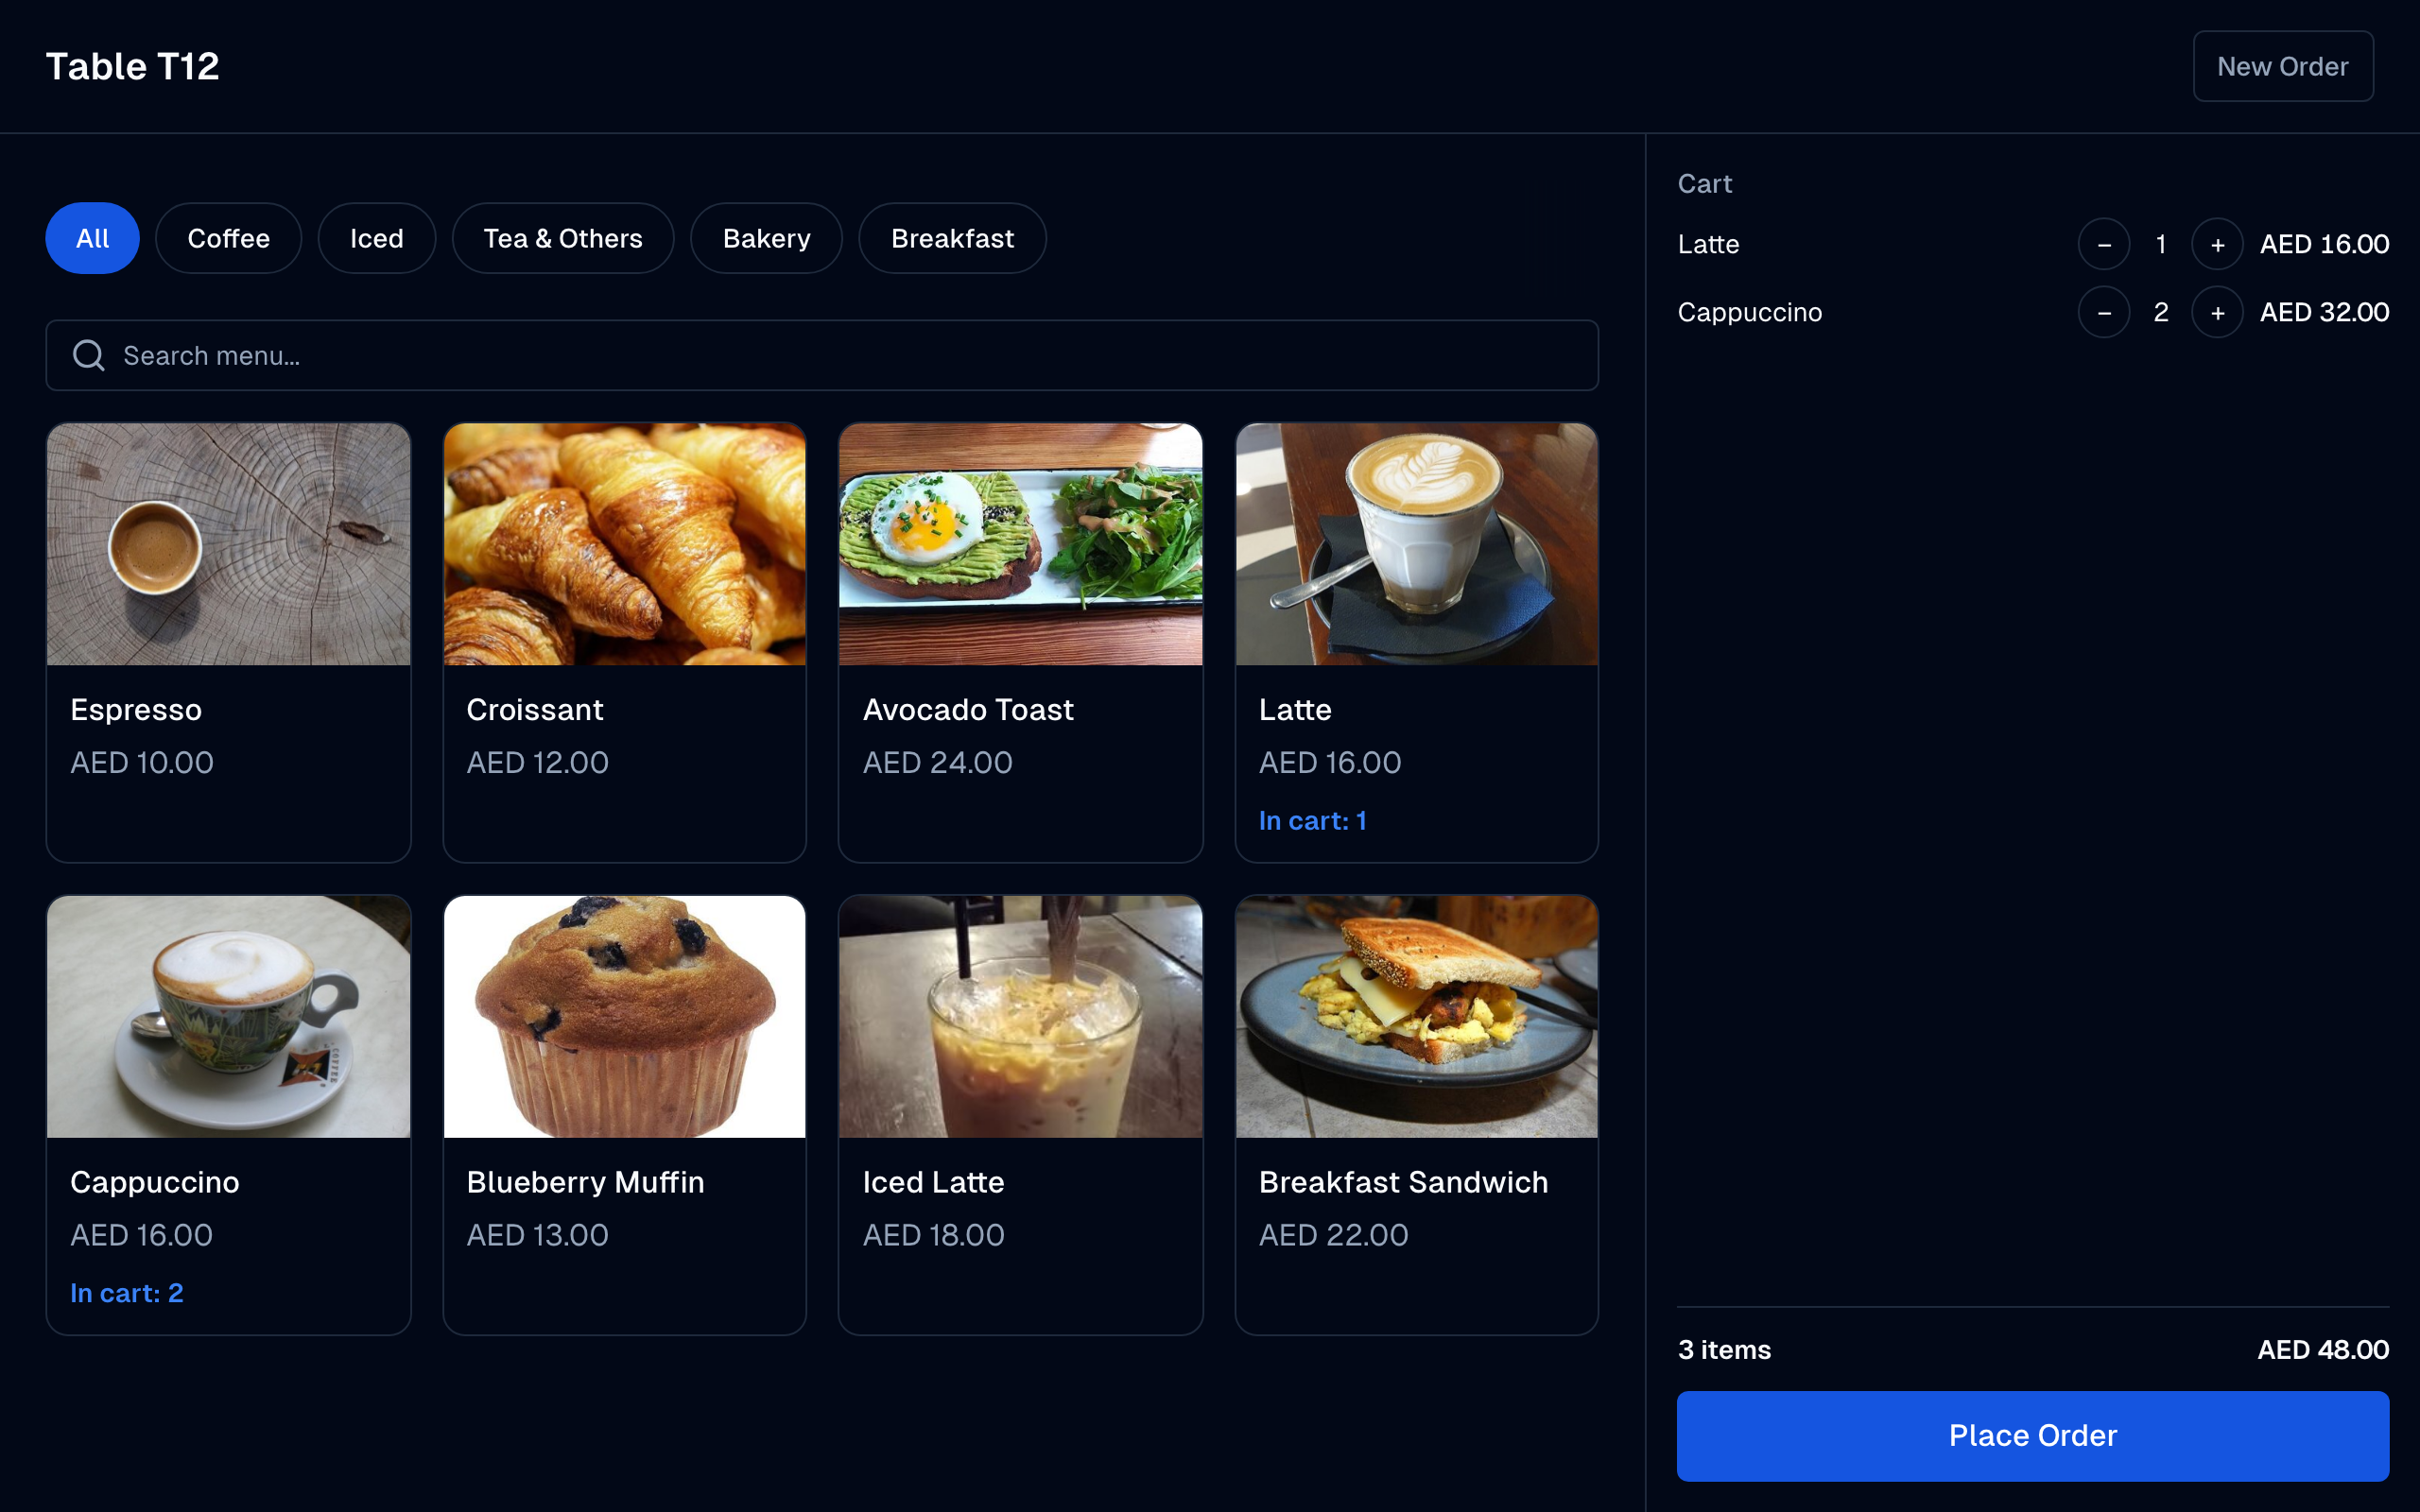 Table T12
New Order
All
Coffee
Iced
Tea & Others
Bakery
Breakfast
Search menu...
Espresso
AED 10.00
Croissant
AED 12.00
Avocado Toast
AED 24.00
Latte
AED 16.00
In cart: 1
Cappuccino
AED 16.00
In cart: 2
Blueberry Muffin
AED 13.00
Iced Latte
AED 18.00
Breakfast Sandwich
AED 22.00
Cart
Latte − 1 + AED 16.00
Cappuccino − 2 + AED 32.00
3 items AED 48.00
Place Order